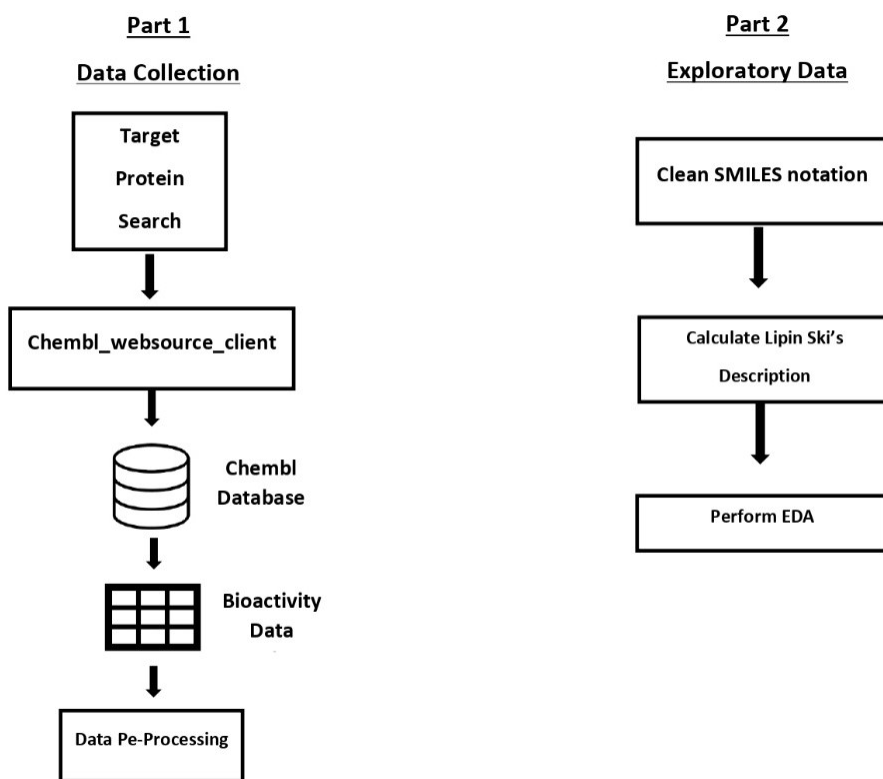 Part 1
Data Collection
Target
Protein
Search
Chembl_websource_client
Chembl
Database
Bioactivity
Data
Data Pe-Processing
Part 2
Exploratory Data
Clean SMILES notation
Calculate Lipin Ski's
Description
Perform EDA